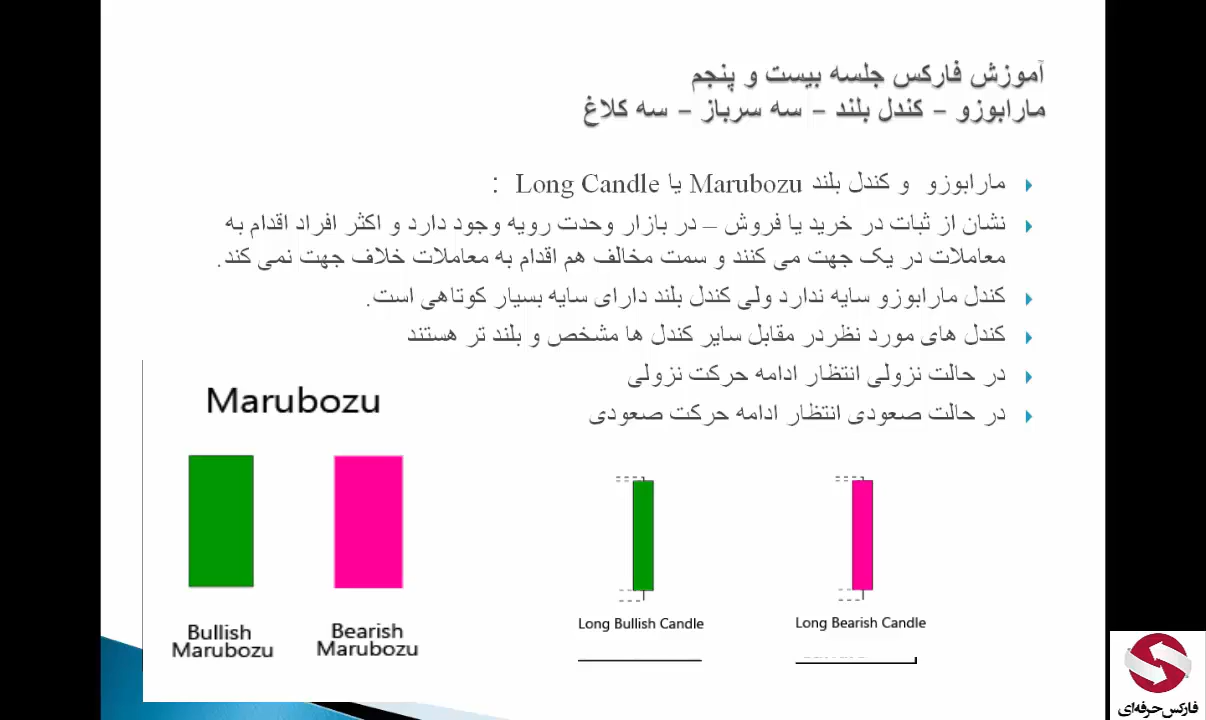 آموزش فارکس جلسه بیست و پنجم
مارابوزو – کندل بلند – سه سرباز – سه کلاغ
مارابوزو و کندل بلند Marubozu یا Long Candle :
نشان از ثبات در خرید یا فروش – در بازار وحدت رویه وجود دارد و اکثر افراد اقدام به
معاملات در یک جهت می کنند و سمت مخالف هم اقدام به معاملات خلاف جهت نمی کند.
کندل مارابوزو سایه ندارد ولی کندل بلند دارای سایه بسیار کوتاهی است.
کندل های مورد نظردر مقابل سایر کندل ها مشخص و بلند تر هستند
در حالت نزولی انتظار ادامه حرکت نزولی
در حالت صعودی انتظار ادامه حرکت صعودی
Marubozu
Bullish
Marubozu
Bearish
Marubozu
Long Bullish Candle
Long Bearish Candle
فارکس‌حرفه‌ای